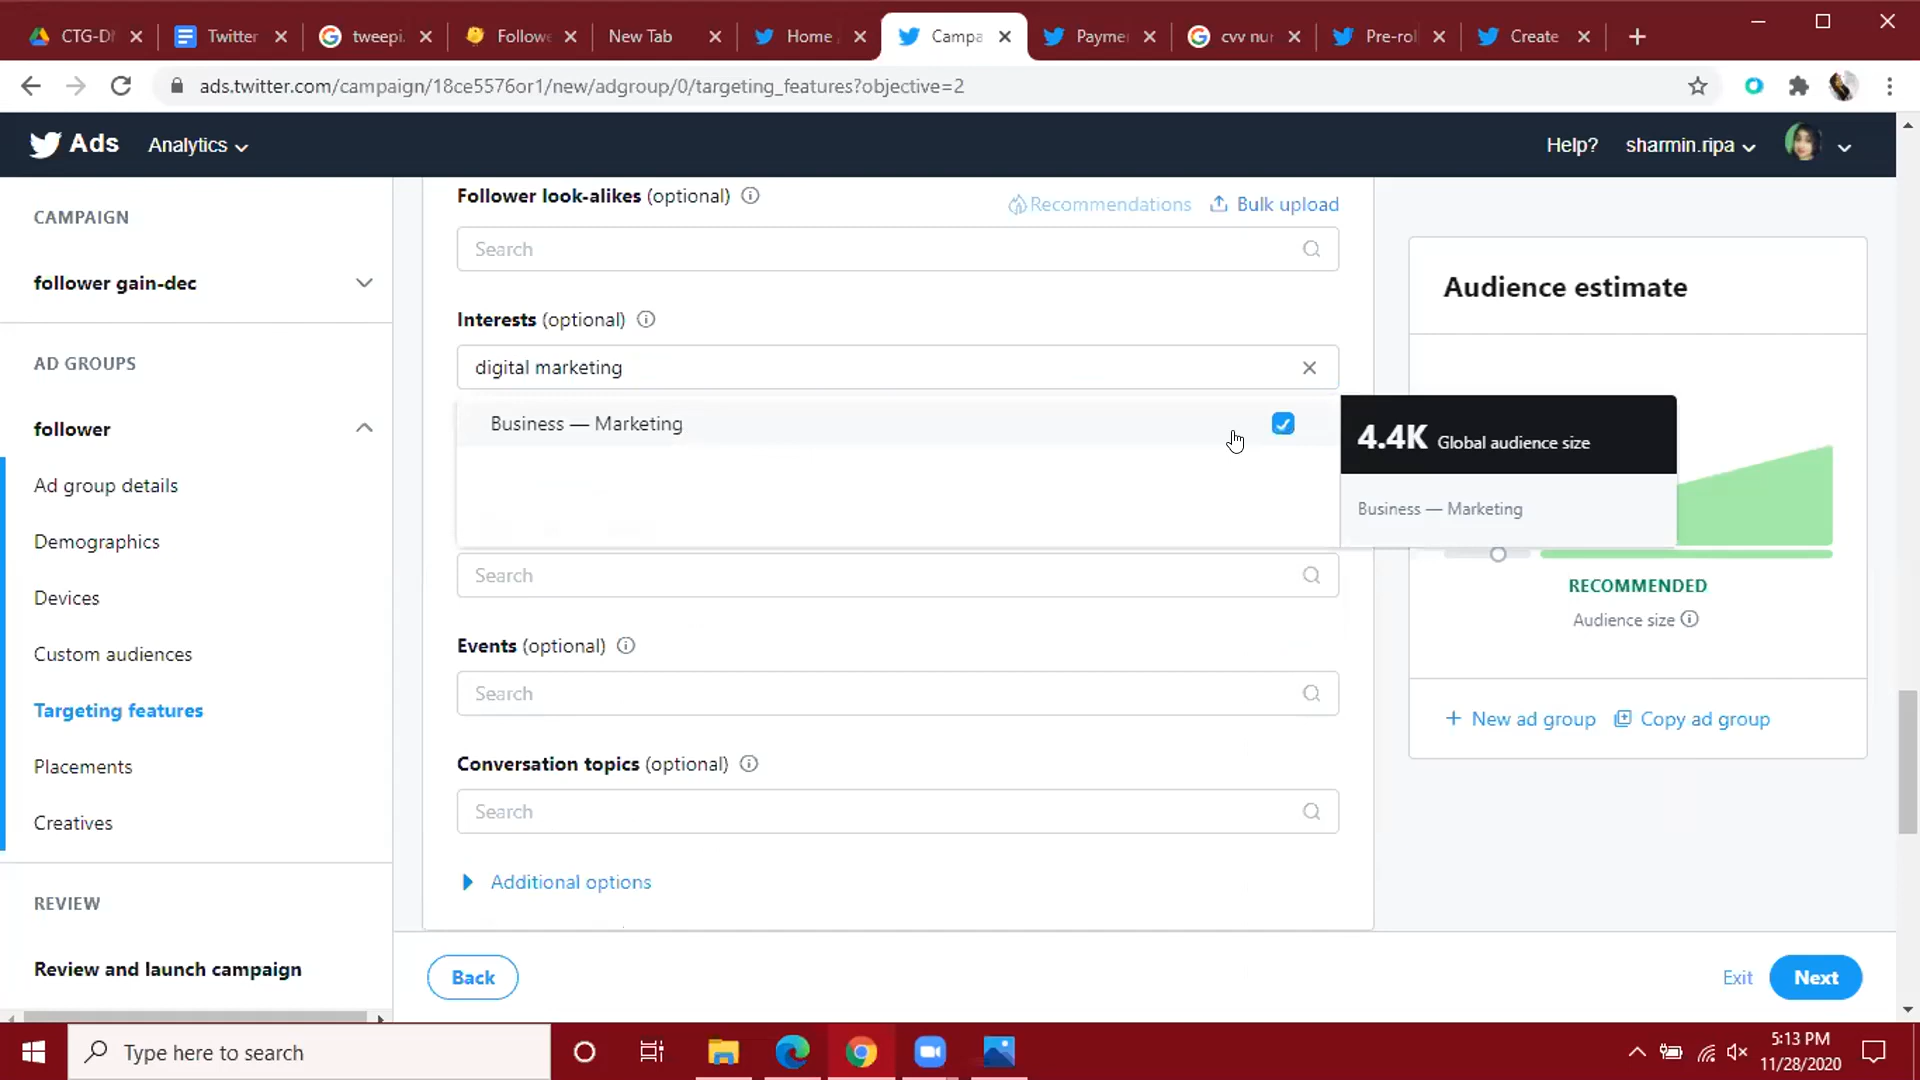 CTG-DM
Twitter
tweepi.
Follow
New Tab
Home
Campa
Payme
cvv nu
Pre-rol
Create
ads.twitter.com/campaign/18ce5576or1/new/adgroup/0/targeting_features?objective=2
Ads
Analytics
Help?
sharmin.ripa
CAMPAIGN
follower gain-dec
AD GROUPS
follower
Ad group details
Demographics
Devices
Custom audiences
Targeting features
Placements
Creatives
REVIEW
Review and launch campaign
Follower look-alikes (optional)
Recommendations
Bulk upload
Search
Interests (optional)
digital marketing
Business — Marketing
4.4K Global audience size
Business — Marketing
Search
Events (optional)
Search
Conversation topics (optional)
Search
Additional options
Audience estimate
RECOMMENDED
Audience size
+ New ad group
Copy ad group
Back
Exit
Next
Type here to search
5:13 PM
11/28/2020